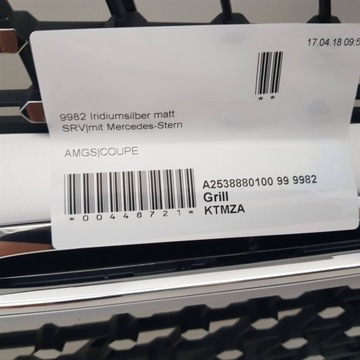 17.04.18 09:5
**
9982 Iridiumsilber matt
SRV|mit Mercedes-Stern
AMGS|COUPE
A2538880100 99 9982
Grill
KTMZA
*00448721*